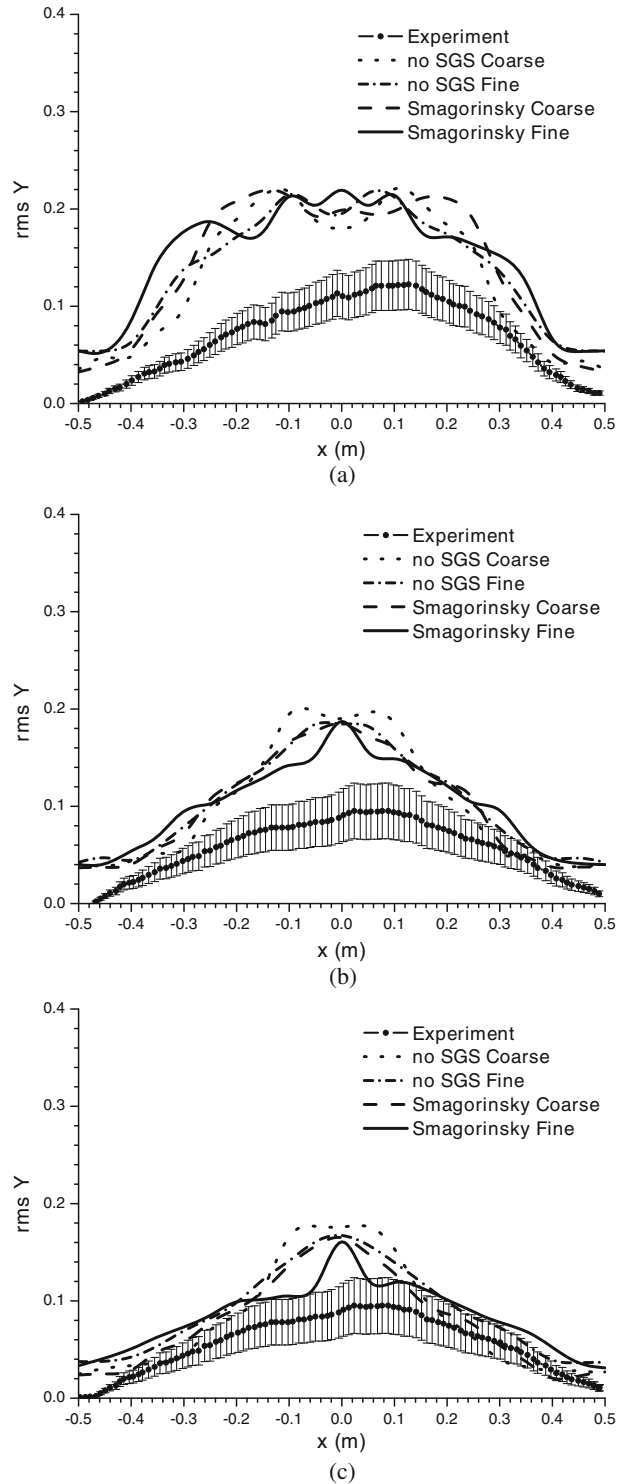 0.4
Experiment
no SGS Coarse
no SGS Fine
Smagorinsky Coarse
Smagorinsky Fine
0.3
rms Y
0.2
0.1
0.0
-0.5 -0.4 -0.3 -0.2 -0.1 0.0 0.1 0.2 0.3 0.4 0.5
x (m)
(a)
0.4
Experiment
no SGS Coarse
no SGS Fine
Smagorinsky Coarse
Smagorinsky Fine
0.3
rms Y
0.2
0.1
0.0
-0.5 -0.4 -0.3 -0.2 -0.1 0.0 0.1 0.2 0.3 0.4 0.5
x (m)
(b)
0.4
Experiment
no SGS Coarse
no SGS Fine
Smagorinsky Coarse
Smagorinsky Fine
0.3
rms Y
0.2
0.1
0.0
-0.5 -0.4 -0.3 -0.2 -0.1 0.0 0.1 0.2 0.3 0.4 0.5
x (m)
(c)